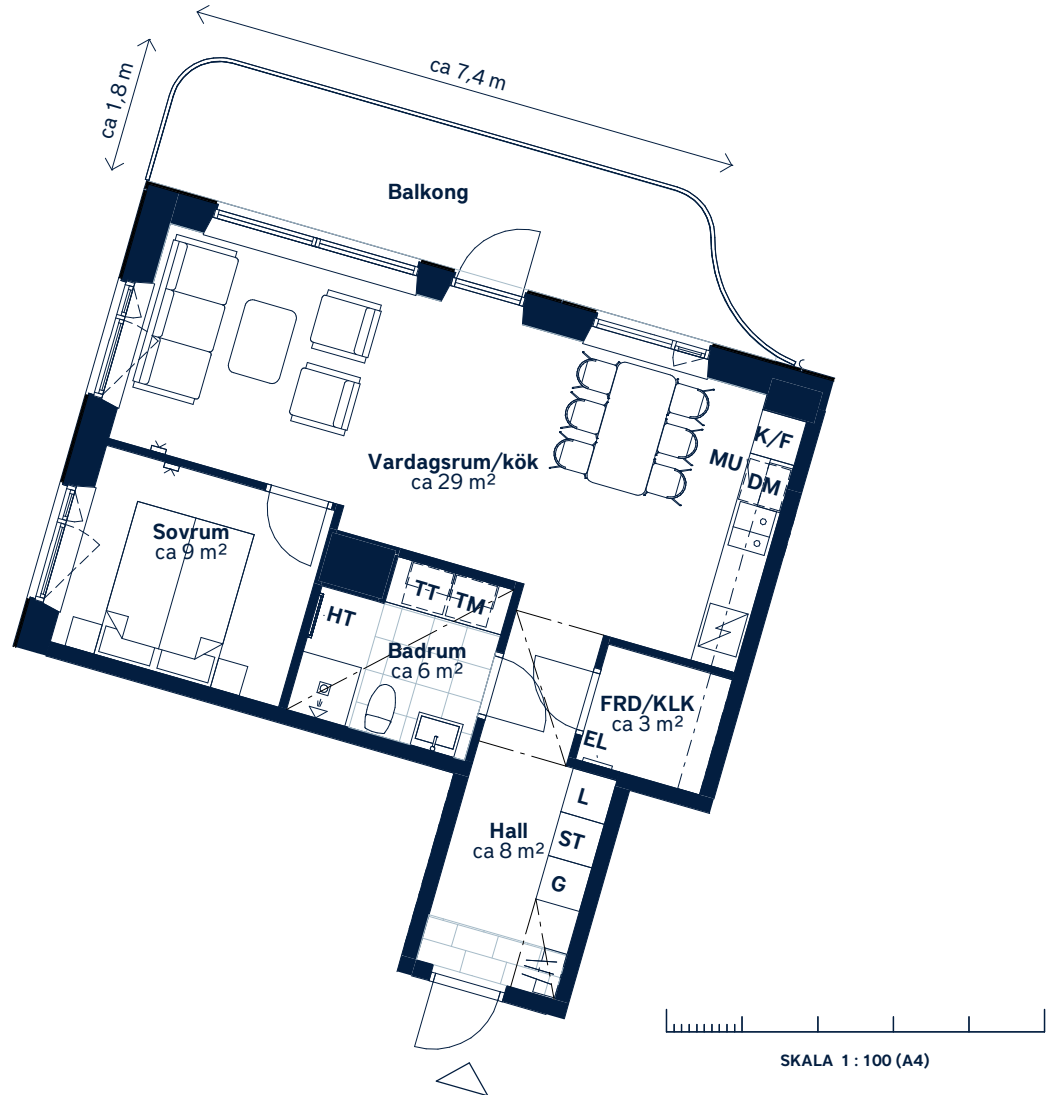 ca 7,4 m
ca 1,8 m
Balkong
K/F
MU
DM
Vardagsrum/kök
ca 29 m²
Sovrum
ca 9 m²
TT
TM
HT
Badrum
ca 6 m²
FRD/KLK
ca 3 m²
EL
L
Hall
ca 8 m²
ST
G
SKALA 1 : 100 (A4)